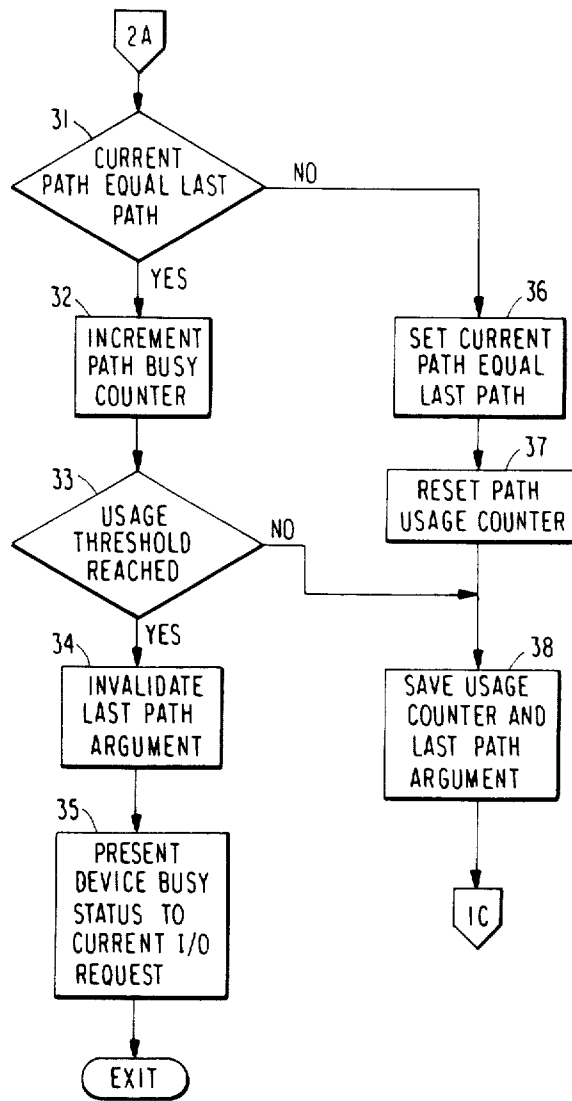 2A
31
CURRENT
PATH EQUAL LAST
PATH
NO
YES
32
INCREMENT
PATH BUSY
COUNTER
36
SET CURRENT
PATH EQUAL
LAST PATH
37
RESET PATH
USAGE COUNTER
33
USAGE
THRESHOLD
REACHED
NO
YES
34
INVALIDATE
LAST PATH
ARGUMENT
38
SAVE USAGE
COUNTER AND
LAST PATH
ARGUMENT
35
PRESENT
DEVICE BUSY
STATUS TO
CURRENT I/O
REQUEST
1C
EXIT